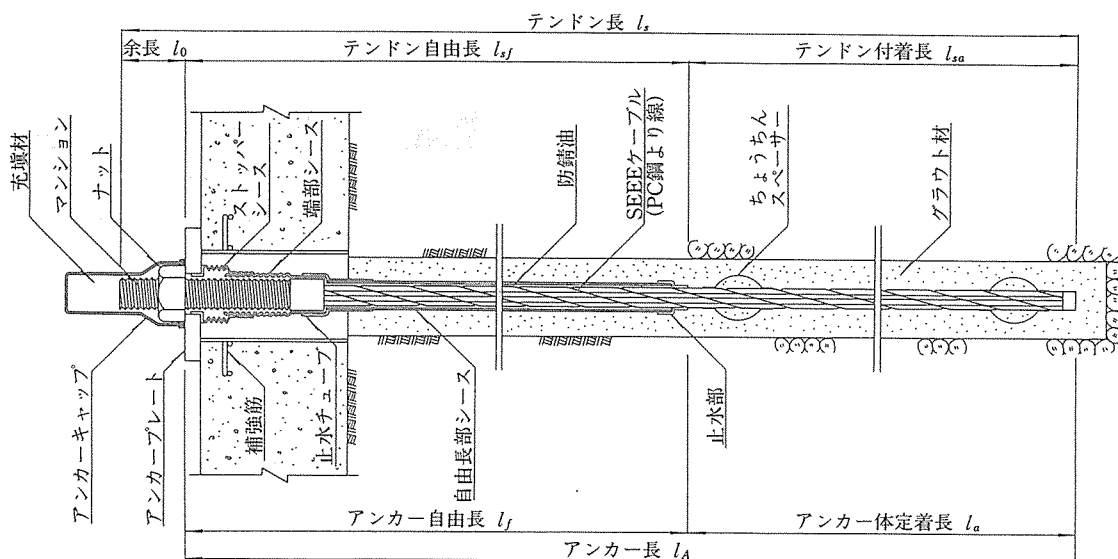 テンドン長 ls
余長 l0
テンドン自由長 lsf
テンドン付着長 lsa
充塡材
マンション
ナット
ストッパー
シース
端部シース
防錆油
SEEEケーブル
(PC鋼より線)
ちょうちん
スペーサー
グラウト材
アンカーキャップ
アンカープレート
補強筋
止水チューブ
自由長部シース
止水部
アンカー自由長 lf
アンカー体定着長 la
アンカー長 lA